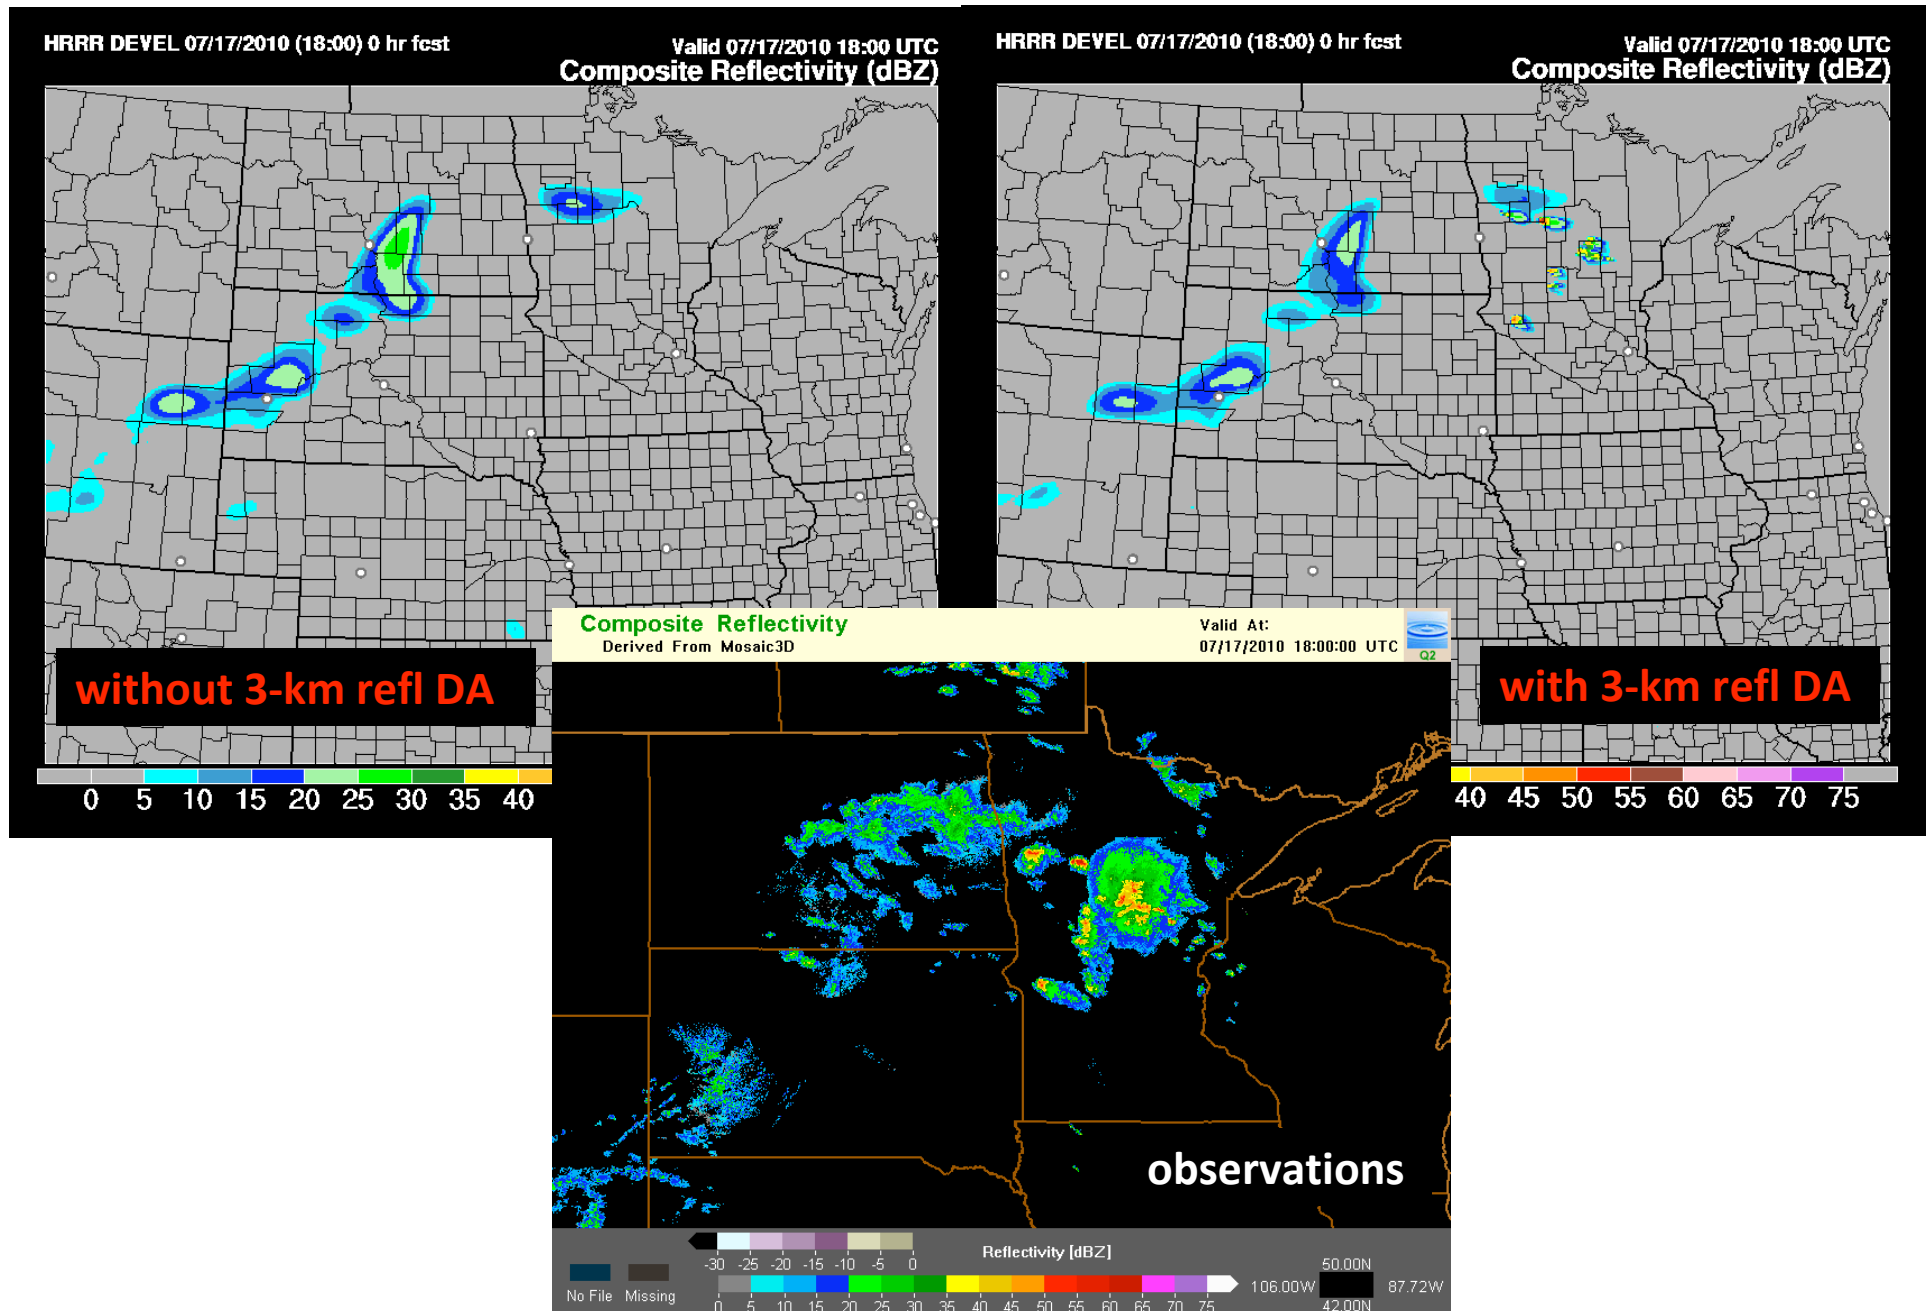 HRRR DEVEL 07/17/2010 (18:00) 0 hr fcst
Valid 07/17/2010 18:00 UTC
Composite Reflectivity (dBZ)
without 3-km refl DA
0 5 10 15 20 25 30 35 40
HRRR DEVEL 07/17/2010 (18:00) 0 hr fcst
Valid 07/17/2010 18:00 UTC
Composite Reflectivity (dBZ)
with 3-km refl DA
40 45 50 55 60 65 70 75
Composite Reflectivity
Derived From Mosaic3D
Valid At:
07/17/2010 18:00:00 UTC
Q2
observations
No File Missing
-30 -25 -20 -15 -10 -5 0
Reflectivity [dBZ]
0 5 10 15 20 25 30 35 40 45 50 55 60 65 70 75
50.00N
106.00W 87.72W
42.00N